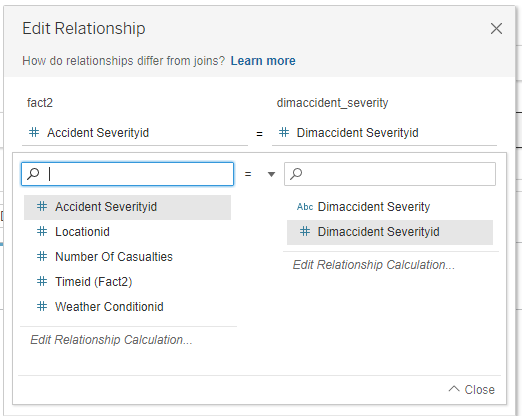 Edit Relationship
How do relationships differ from joins? Learn more
fact2 dimaccident_severity
# Accident Severityid = # Dimaccident Severityid
=
# Accident Severityid
# Locationid
# Number Of Casualties
# Timeid (Fact2)
# Weather Conditionid
Edit Relationship Calculation...
Abc Dimaccident Severity
# Dimaccident Severityid
Edit Relationship Calculation...
Close